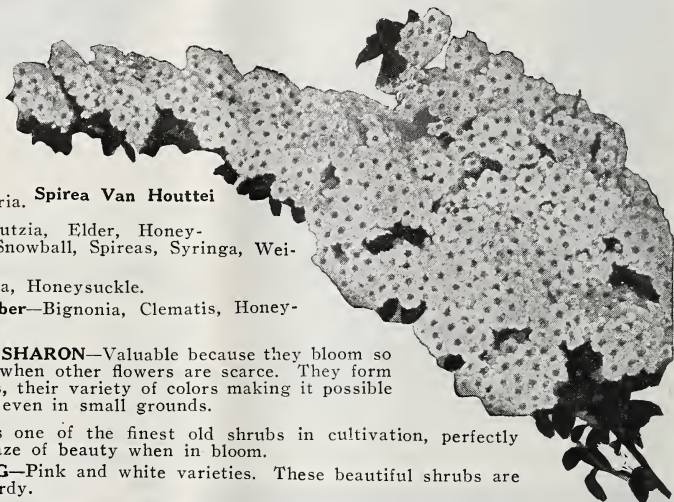 ria. Spirea Van Houttei
utzia, Elder, Honey-
Snowball, Spireas, Syringa, Wei-
a, Honeysuckle.
ber—Bignonia, Clematis, Honey-
SHARON—Valuable because they bloom so
when other flowers are scarce. They form
s, their variety of colors making it possible
even in small grounds.
s one of the finest old shrubs in cultivation, perfectly
aze of beauty when in bloom.
G—Pink and white varieties. These beautiful shrubs are
rdy.